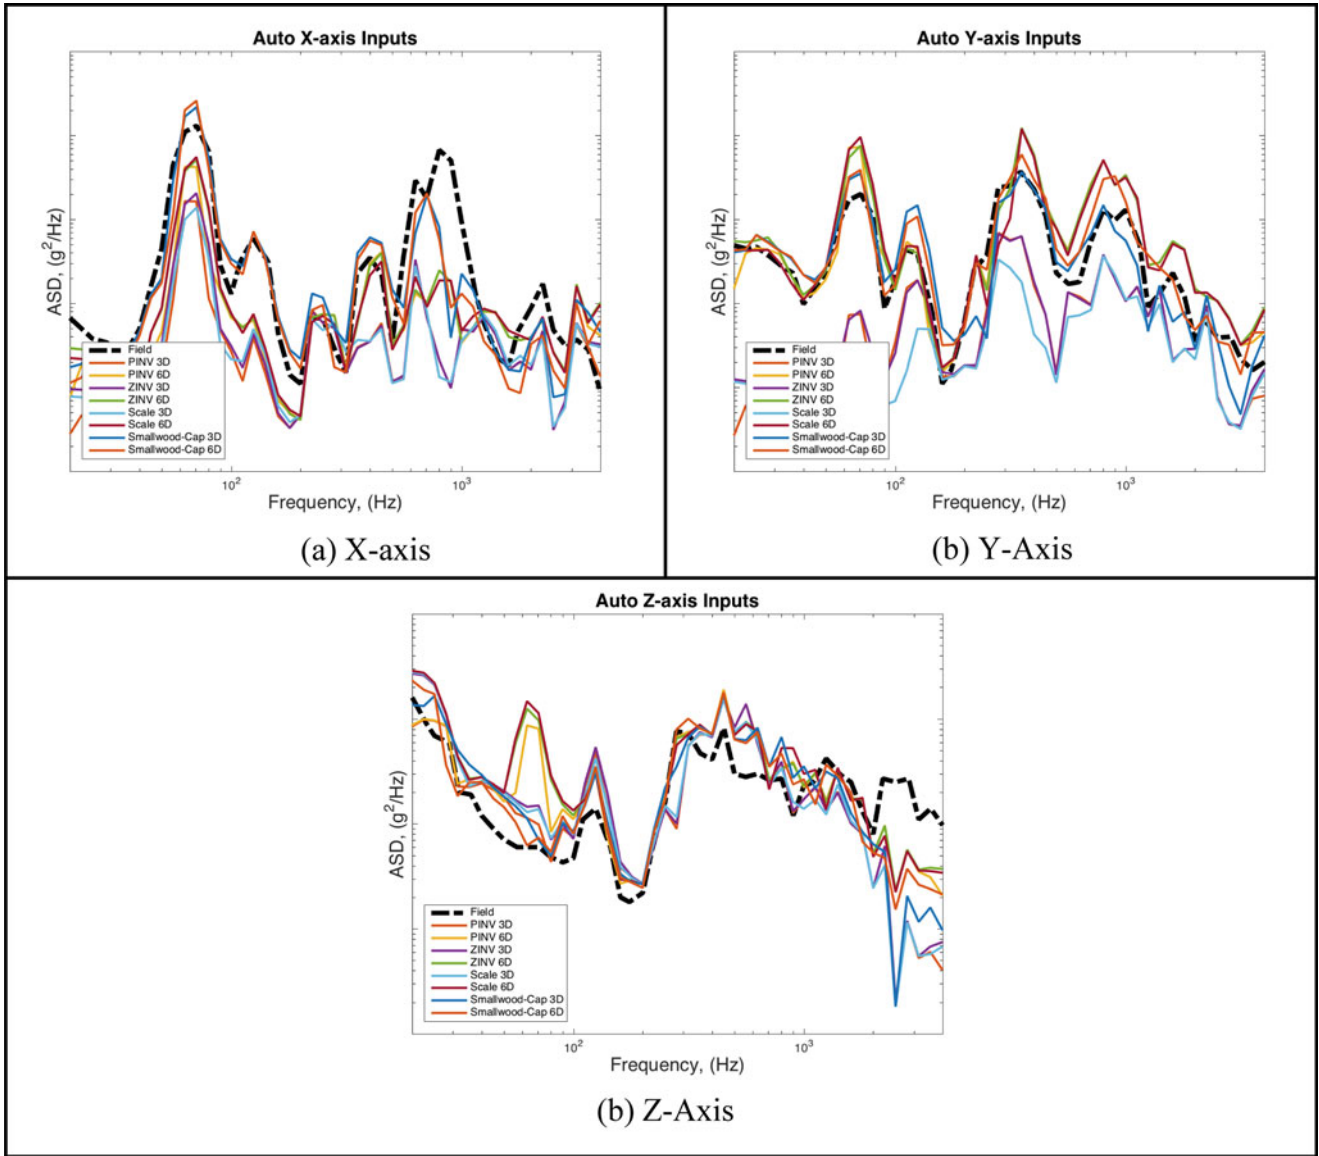 Auto X-axis Inputs
ASD, (g²/Hz)
Field
PINV 3D
PINV 6D
ZINV 3D
ZINV 6D
Scale 3D
Scale 6D
Smallwood-Cap 3D
Smallwood-Cap 6D
10²
10³
Frequency, (Hz)
(a) X-axis
Auto Y-axis Inputs
ASD, (g²/Hz)
Field
PINV 3D
PINV 6D
ZINV 3D
ZINV 6D
Scale 3D
Scale 6D
Smallwood-Cap 3D
Smallwood-Cap 6D
10²
10³
Frequency, (Hz)
(b) Y-Axis
Auto Z-axis Inputs
ASD, (g²/Hz)
Field
PINV 3D
PINV 6D
ZINV 3D
ZINV 6D
Scale 3D
Scale 6D
Smallwood-Cap 3D
Smallwood-Cap 6D
10²
10³
Frequency, (Hz)
(b) Z-Axis